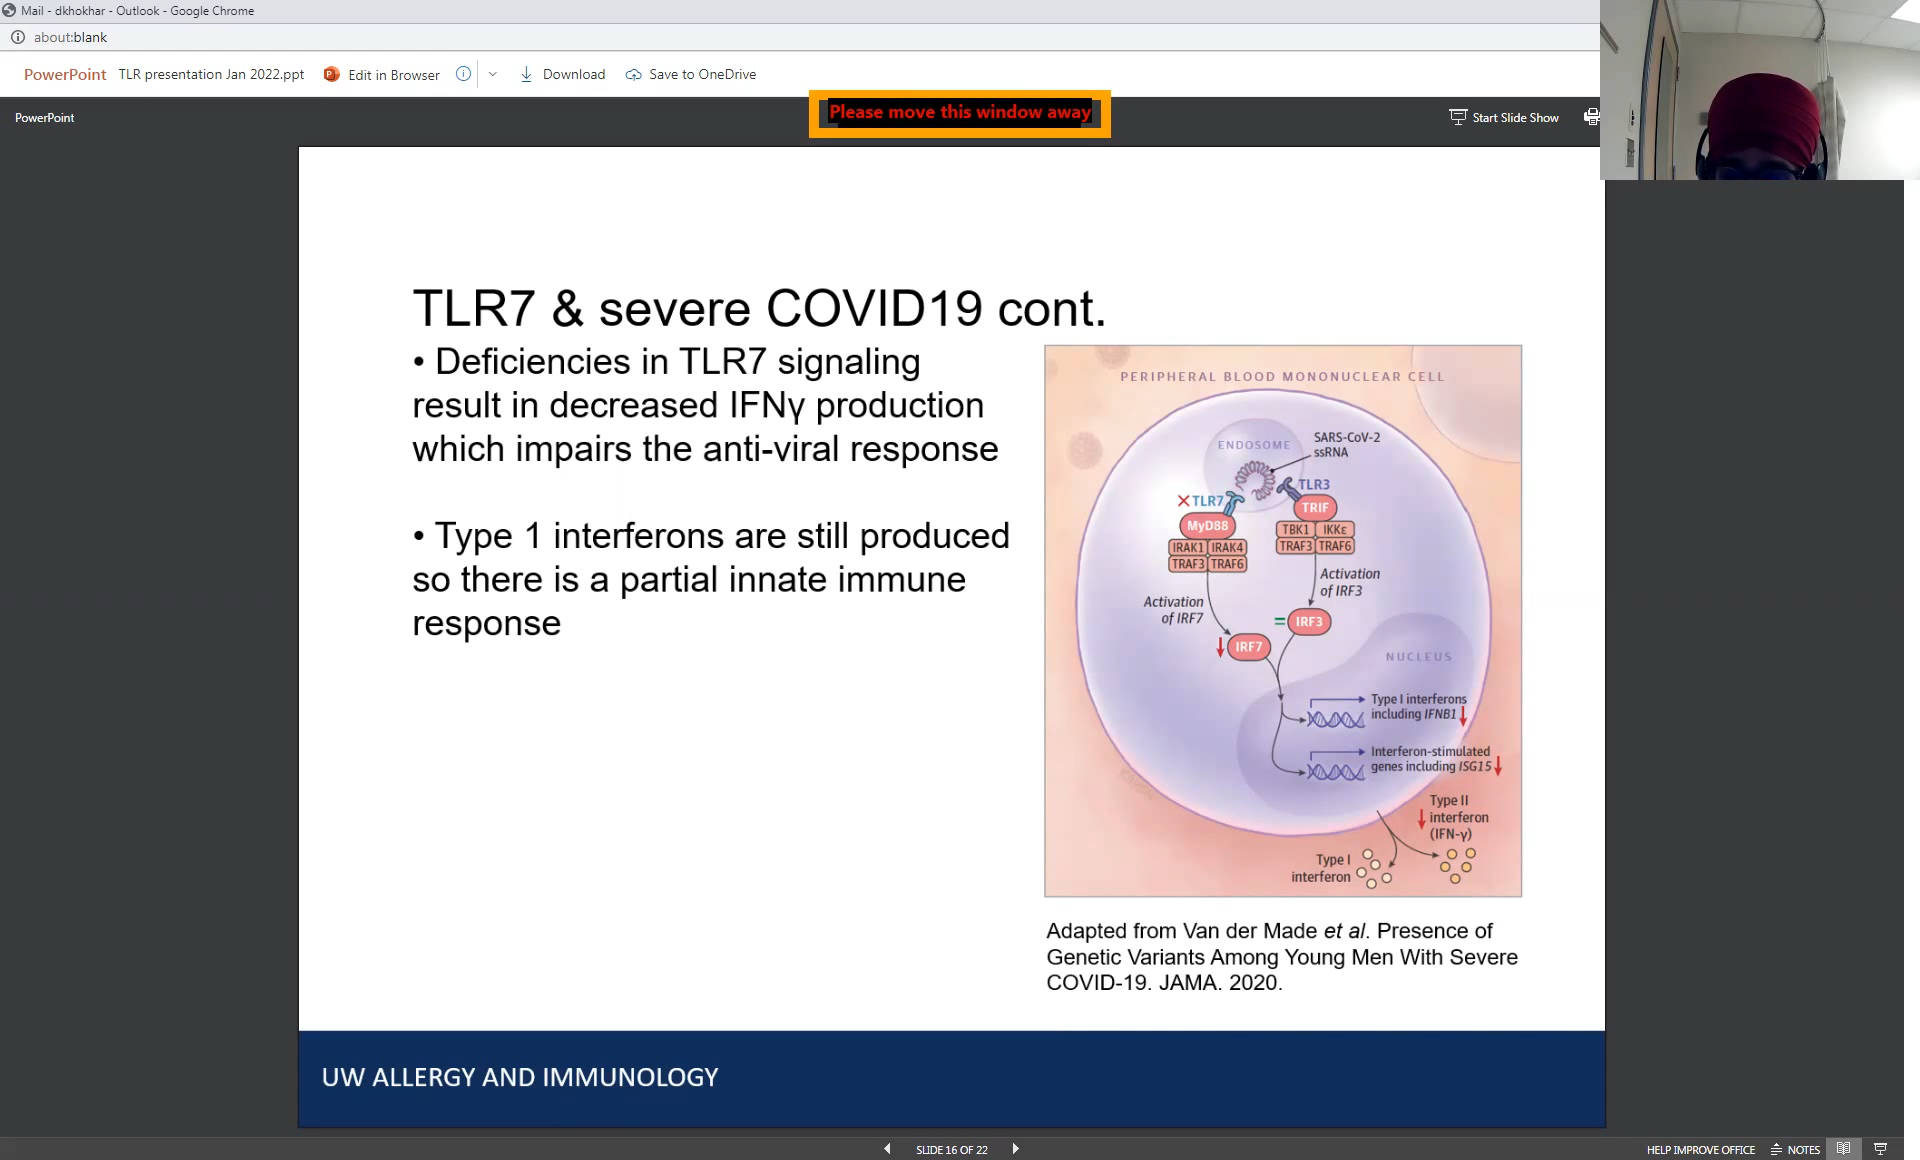 Mail - dkhokhar - Outlook - Google Chrome
about:blank
PowerPoint TLR presentation Jan 2022.ppt Edit in Browser Download Save to OneDrive
Please move this window away
PowerPoint
Start Slide Show
TLR7 & severe COVID19 cont.
• Deficiencies in TLR7 signaling
result in decreased IFNγ production
which impairs the anti-viral response
• Type 1 interferons are still produced
so there is a partial innate immune
response
PERIPHERAL BLOOD MONONUCLEAR CELL
ENDOSOME
SARS-CoV-2
ssRNA
TLR7
TLR3
MyD88
TRIF
IRAK1 IRAK4
TRAF3 TRAF6
TBK1 IKKε
TRAF3 TRAF6
Activation
of IRF3
Activation
of IRF7
= IRF3
IRF7
NUCLEUS
Type I interferons
including IFNB1
Interferon-stimulated
genes including ISG15
Type II
interferon
(IFN-γ)
Type I
interferon
Adapted from Van der Made et al. Presence of
Genetic Variants Among Young Men With Severe
COVID-19. JAMA. 2020.
UW ALLERGY AND IMMUNOLOGY
SLIDE 16 OF 22
HELP IMPROVE OFFICE NOTES